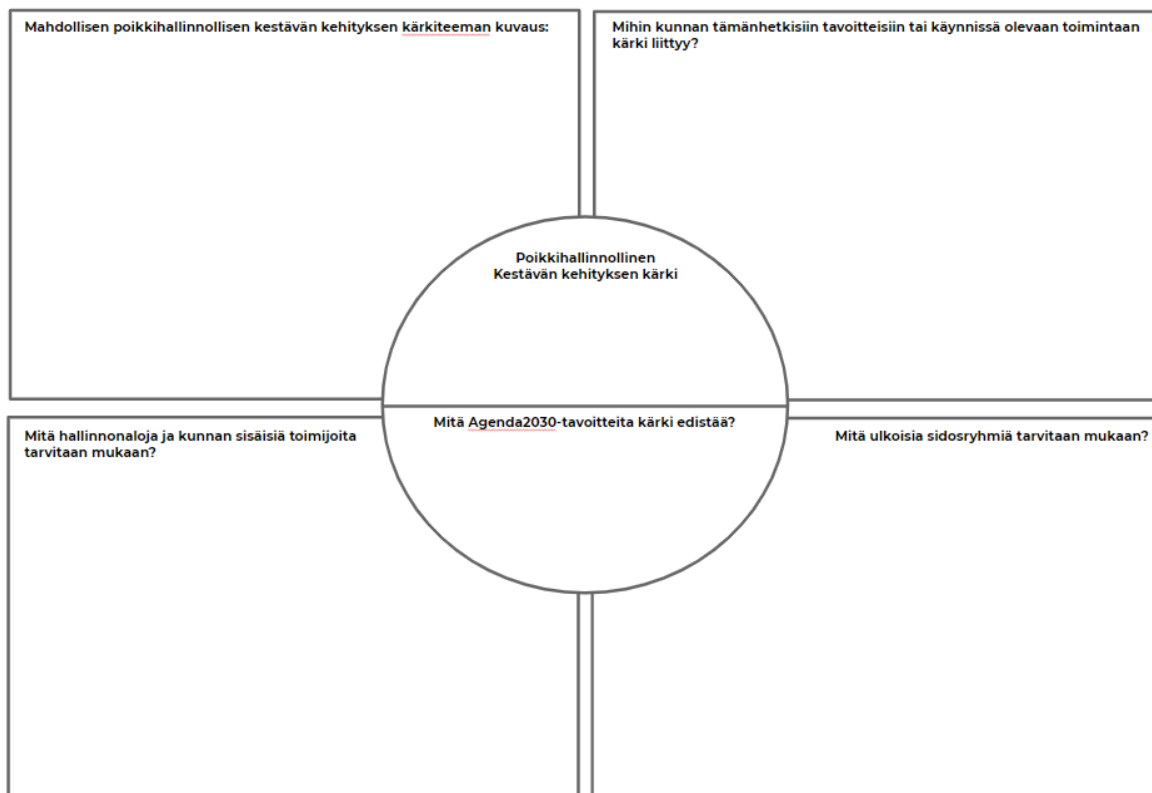 Mahdollisen poikkihallinnollisen kestävän kehityksen kärkiteeman kuvaus:
Mihin kunnan tämänhetkisiin tavoitteisiin tai käynnissä olevaan toimintaan
kärki liittyy?
Poikkihallinnollinen
Kestävän kehityksen kärki
Mitä Agenda2030-tavoitteita kärki edistää?
Mitä hallinnonaloja ja kunnan sisäisiä toimijoita
tarvitaan mukaan?
Mitä ulkoisia sidosryhmiä tarvitaan mukaan?